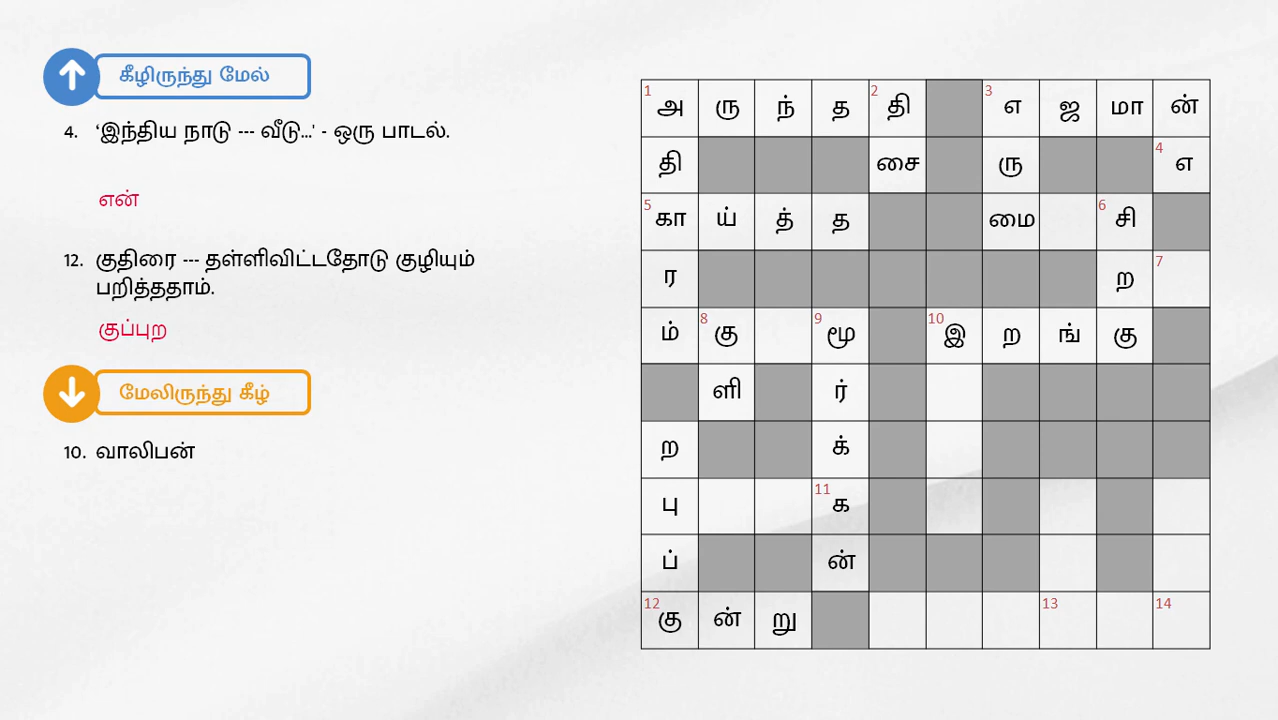 கீழிருந்து மேல்
4. ‘இந்திய நாடு --- வீடு...’ - ஒரு பாடல்.
என்
12. குதிரை --- தள்ளிவிட்டதோடு குழியும்
பறித்ததாம்.
குப்புற
மேலிருந்து கீழ்
10. வாலிபன்
1 அ ரு ந் த 2 தி 3 எ ஜ மா ன்
தி சை ரு 4 எ
5 கா ய் த் த மை 6 சி
ர ற 7
ம் 8 கு 9 மூ 10 இ ற ங் கு
ளி ர்
ற க்
பு 11 க
ப் ன்
12 கு ன் று 13 14